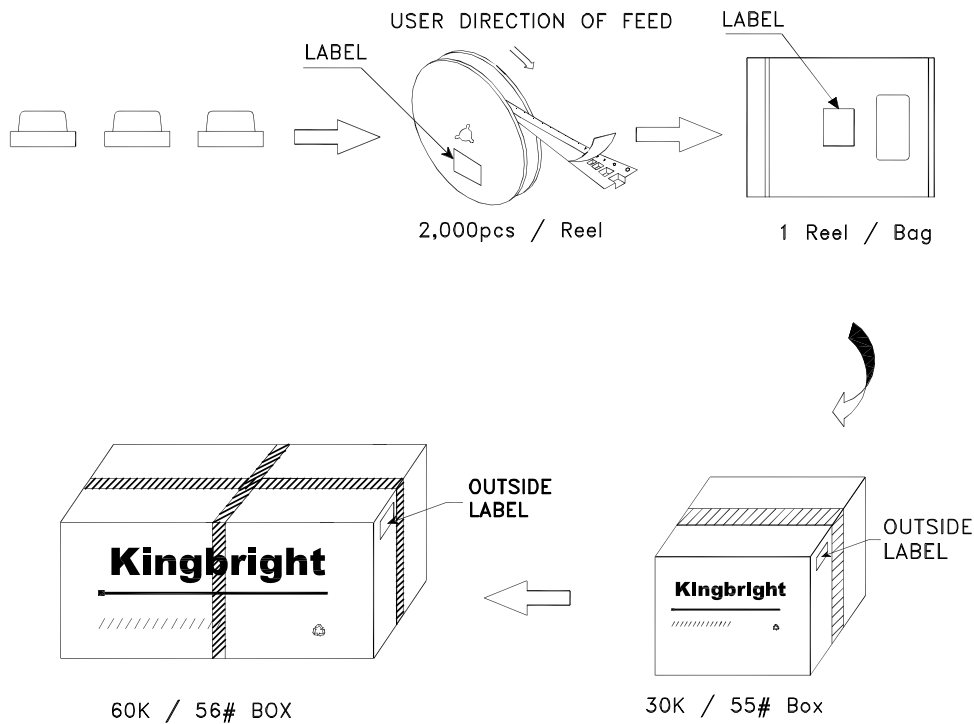 USER DIRECTION OF FEED
LABEL
LABEL
2,000pcs / Reel
1 Reel / Bag
OUTSIDE
LABEL
Kingbright
60K / 56# BOX
OUTSIDE
LABEL
Kingbright
30K / 55# Box